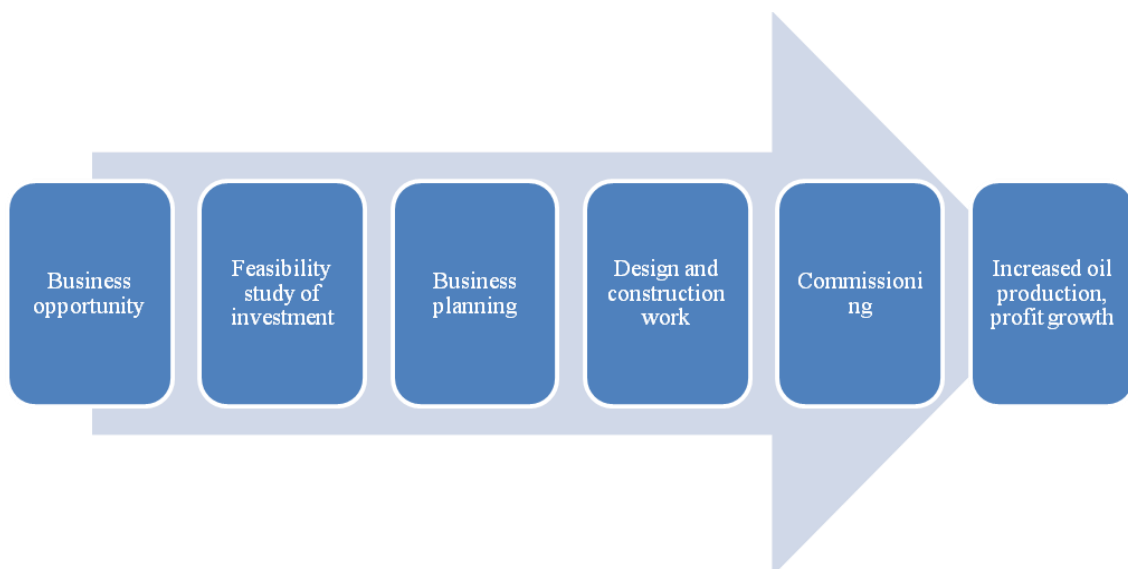 Business
opportunity
Feasibility
study of
investment
Business
planning
Design and
construction
work
Commissioni
ng
Increased oil
production,
profit growth